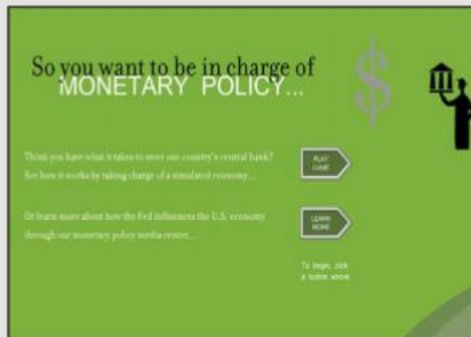 So you want to be in charge of
MONETARY POLICY...
Think you have what it takes to steer our country's central bank?
See how it works by taking charge of a simulated economy...
PLAY
GAME
Or learn more about how the Fed influences the U.S. economy
through our monetary policy media center...
LEARN
MORE
To begin, click
a button above